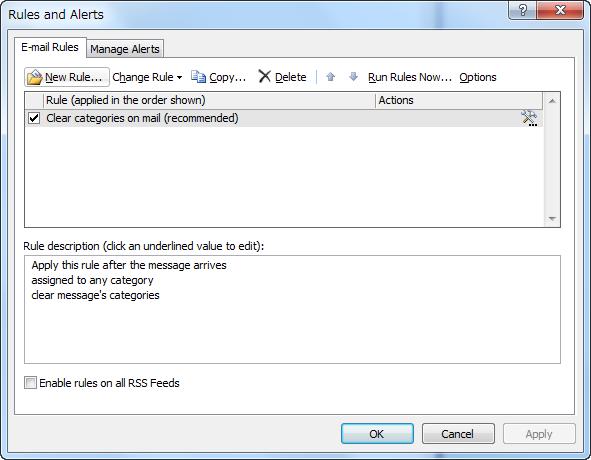 Rules and Alerts
E-mail Rules Manage Alerts
New Rule... Change Rule Copy... Delete Run Rules Now... Options
Rule (applied in the order shown) Actions
Clear categories on mail (recommended)
Rule description (click an underlined value to edit):
Apply this rule after the message arrives
assigned to any category
clear message's categories
Enable rules on all RSS Feeds
OK Cancel Apply